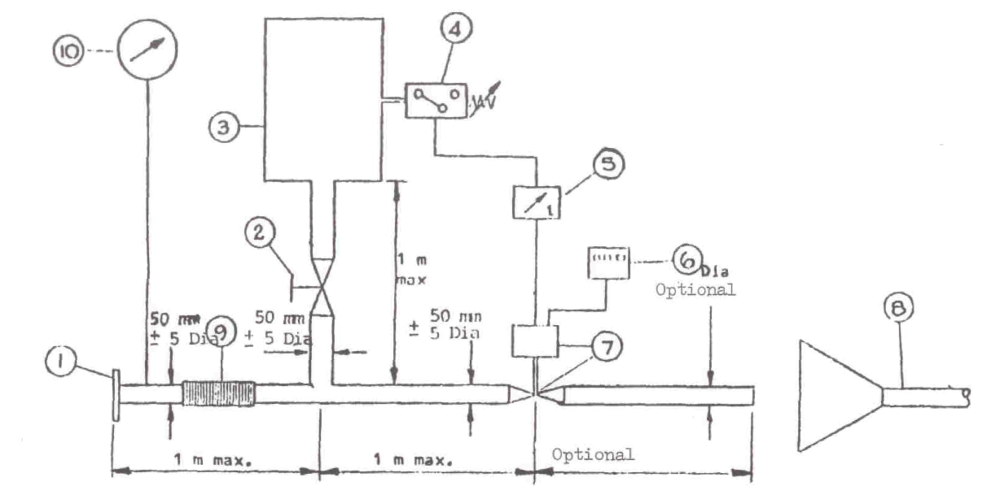 10
4
3
5
2
1 m
max
6
Dia
Optional
8
50 mm
± 5 Dia
9
50 mm
± 5 Dia
± 50 mm
5 Dia
7
1
1 m max.
1 m max.
Optional